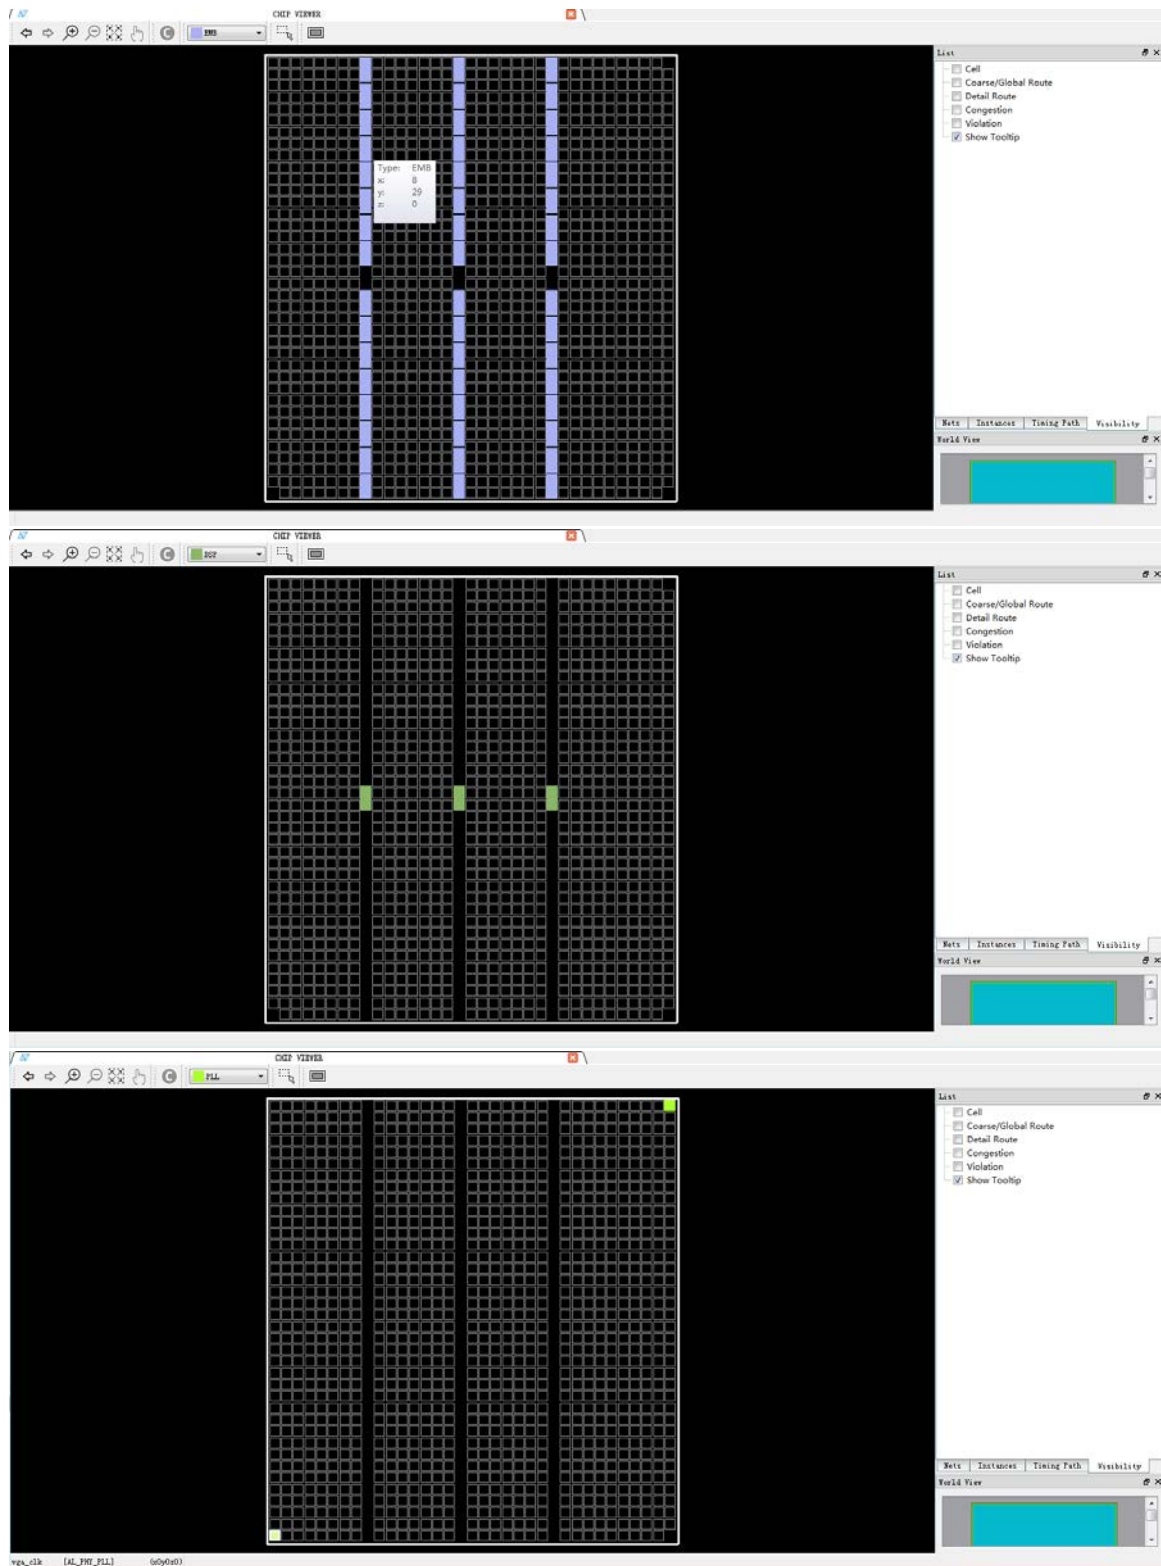 CHIP VIEWER
EMB
List
Cell
Coarse/Global Route
Detail Route
Congestion
Violation
Show Tooltip
Type: EMB
x: 8
y: 29
z: 0
Nets Instances Timing Path Visibility
World View
CHIP VIEWER
DSP
List
Cell
Coarse/Global Route
Detail Route
Congestion
Violation
Show Tooltip
Nets Instances Timing Path Visibility
World View
CHIP VIEWER
PLL
List
Cell
Coarse/Global Route
Detail Route
Congestion
Violation
Show Tooltip
Nets Instances Timing Path Visibility
World View
vga_clk [AL_PHY_PLL] (x0y0z0)